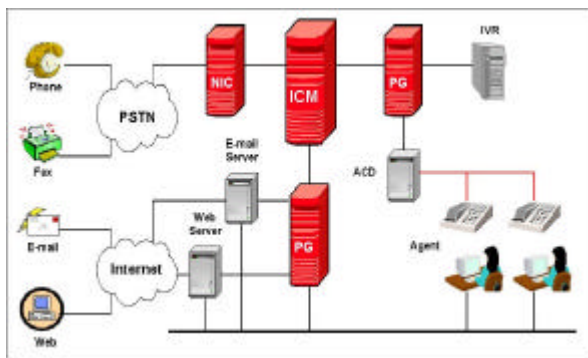 IVR
Phone
PSTN
NIC
ICM
PG
Fax
E-mail
Server
ACD
E-mail
Web
Server
PG
Agent
Internet
Web